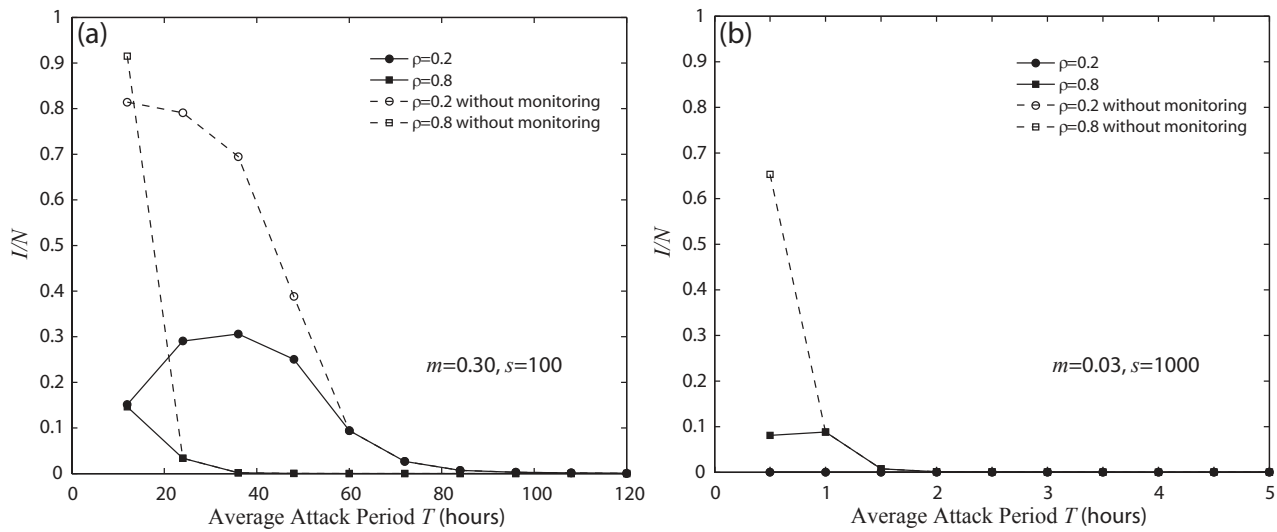 (a)
ρ=0.2
ρ=0.8
ρ=0.2 without monitoring
ρ=0.8 without monitoring
m=0.30, s=100
I/N
1
0.9
0.8
0.7
0.6
0.5
0.4
0.3
0.2
0.1
0
0 20 40 60 80 100 120
Average Attack Period T (hours)
(b)
ρ=0.2
ρ=0.8
ρ=0.2 without monitoring
ρ=0.8 without monitoring
m=0.03, s=1000
I/N
1
0.9
0.8
0.7
0.6
0.5
0.4
0.3
0.2
0.1
0
0 1 2 3 4 5
Average Attack Period T (hours)